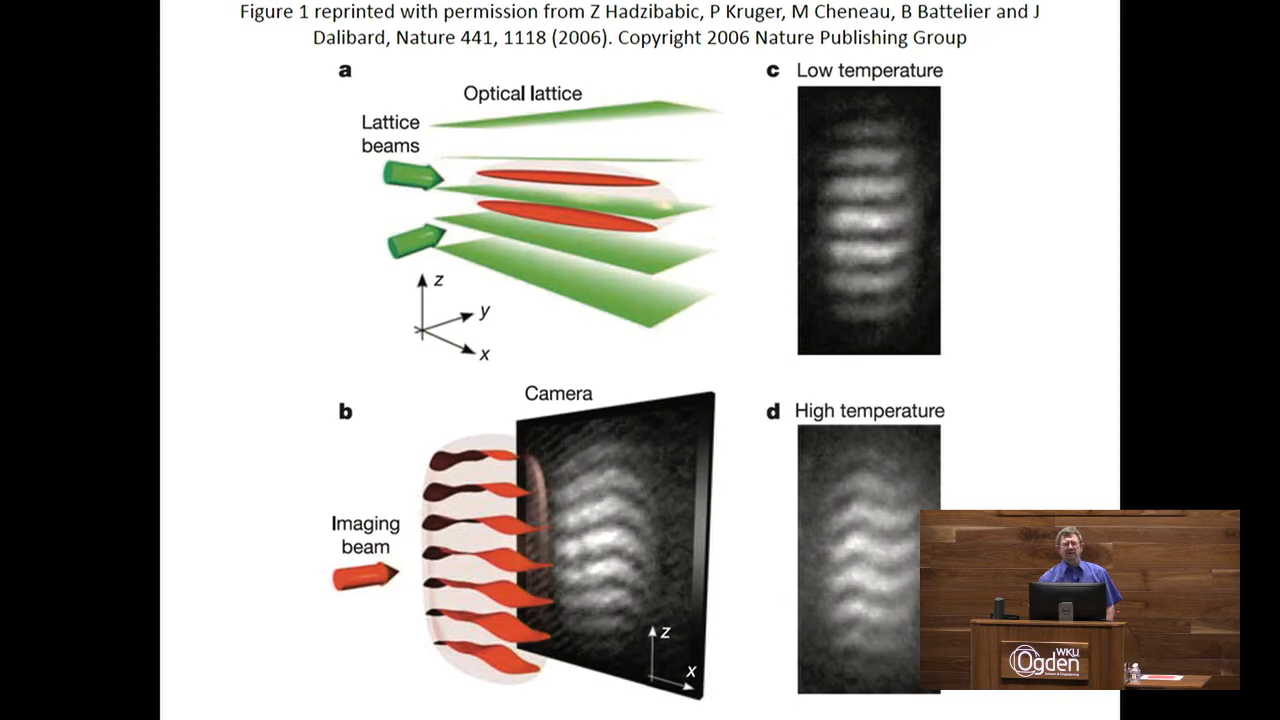 Figure 1 reprinted with permission from Z Hadzibabic, P Kruger, M Cheneau, B Battelier and J
Dalibard, Nature 441, 1118 (2006). Copyright 2006 Nature Publishing Group
a
Optical lattice
Lattice
beams
z
y
x
c Low temperature
b
Camera
Imaging
beam
z
x
d High temperature
WKU
Ogden